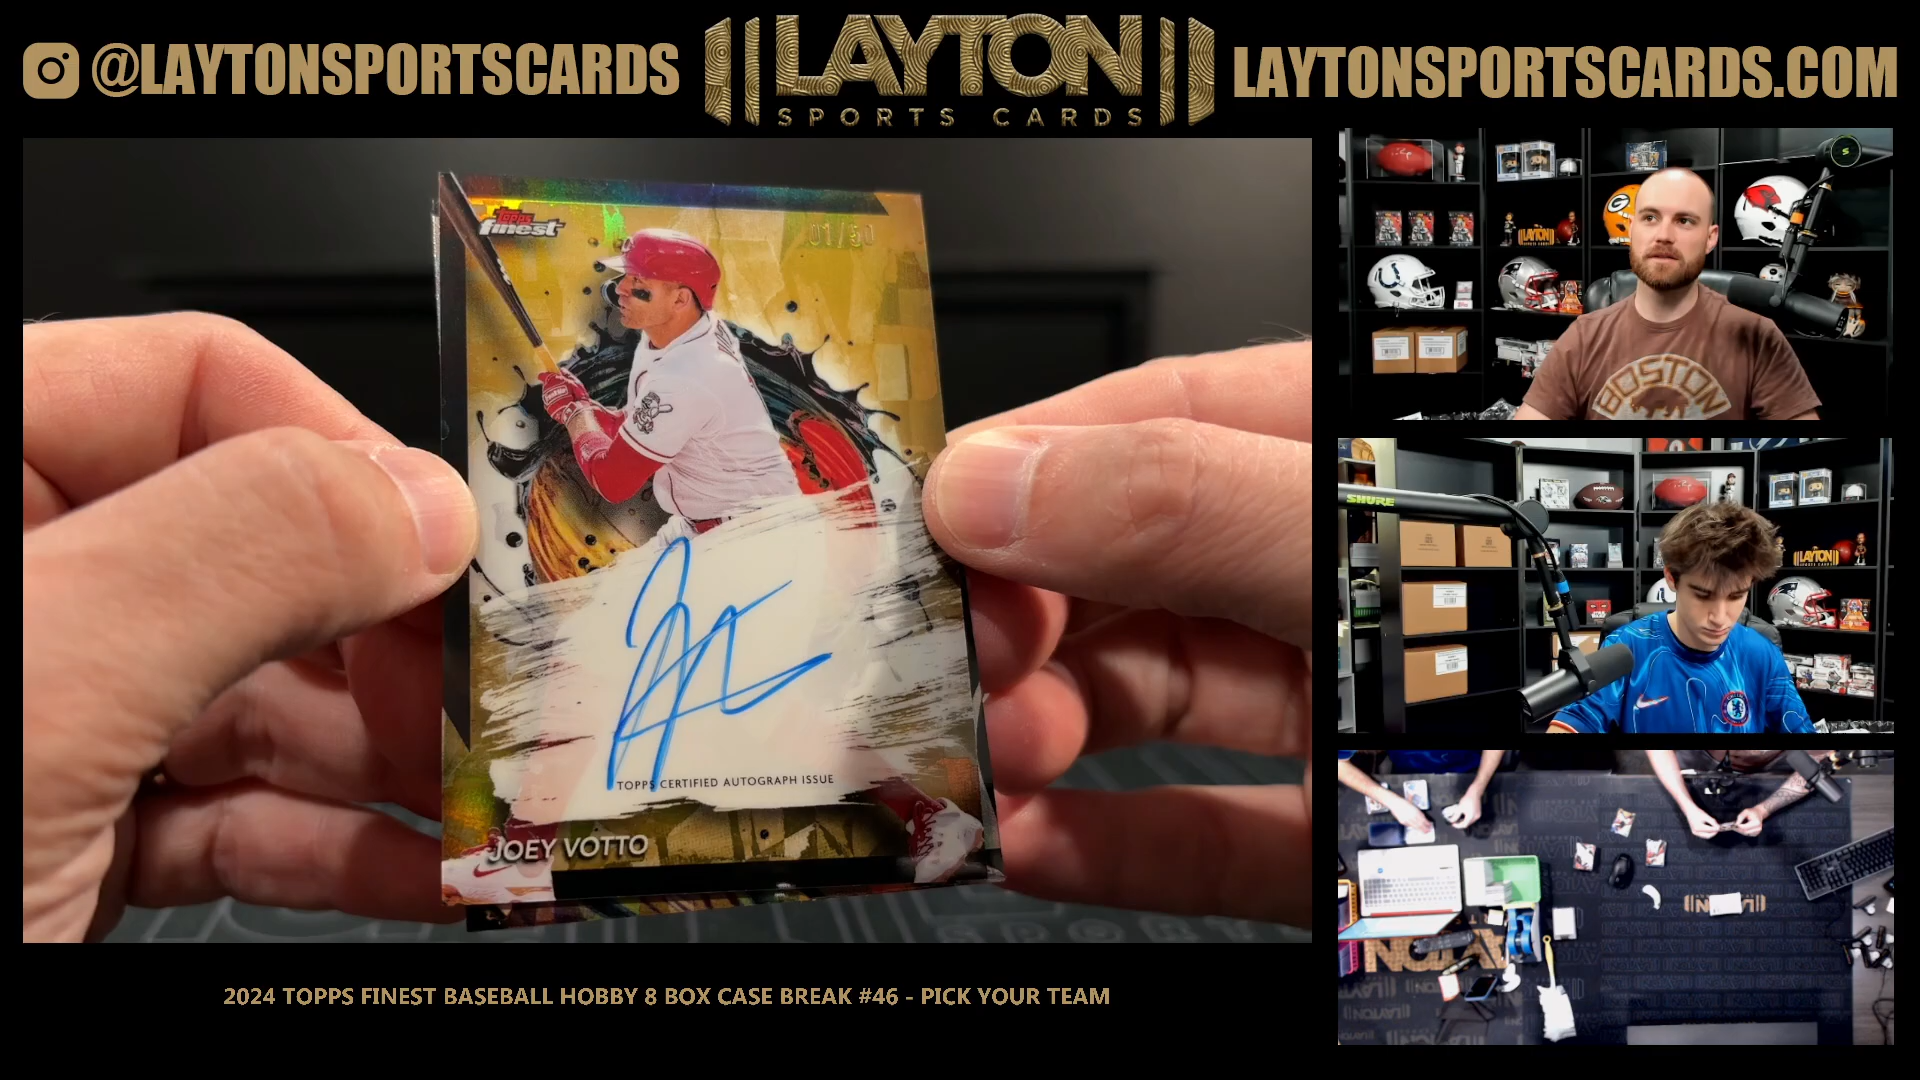 @LAYTONSPORTSCARDS
LAYTON
SPORTS CARDS
LAYTONSPORTSCARDS.COM
Topps
finest
01/50
TOPPS CERTIFIED AUTOGRAPH ISSUE
JOEY VOTTO
2024 TOPPS FINEST BASEBALL HOBBY 8 BOX CASE BREAK #46 - PICK YOUR TEAM
BOSTON
SHURE
LAYTON